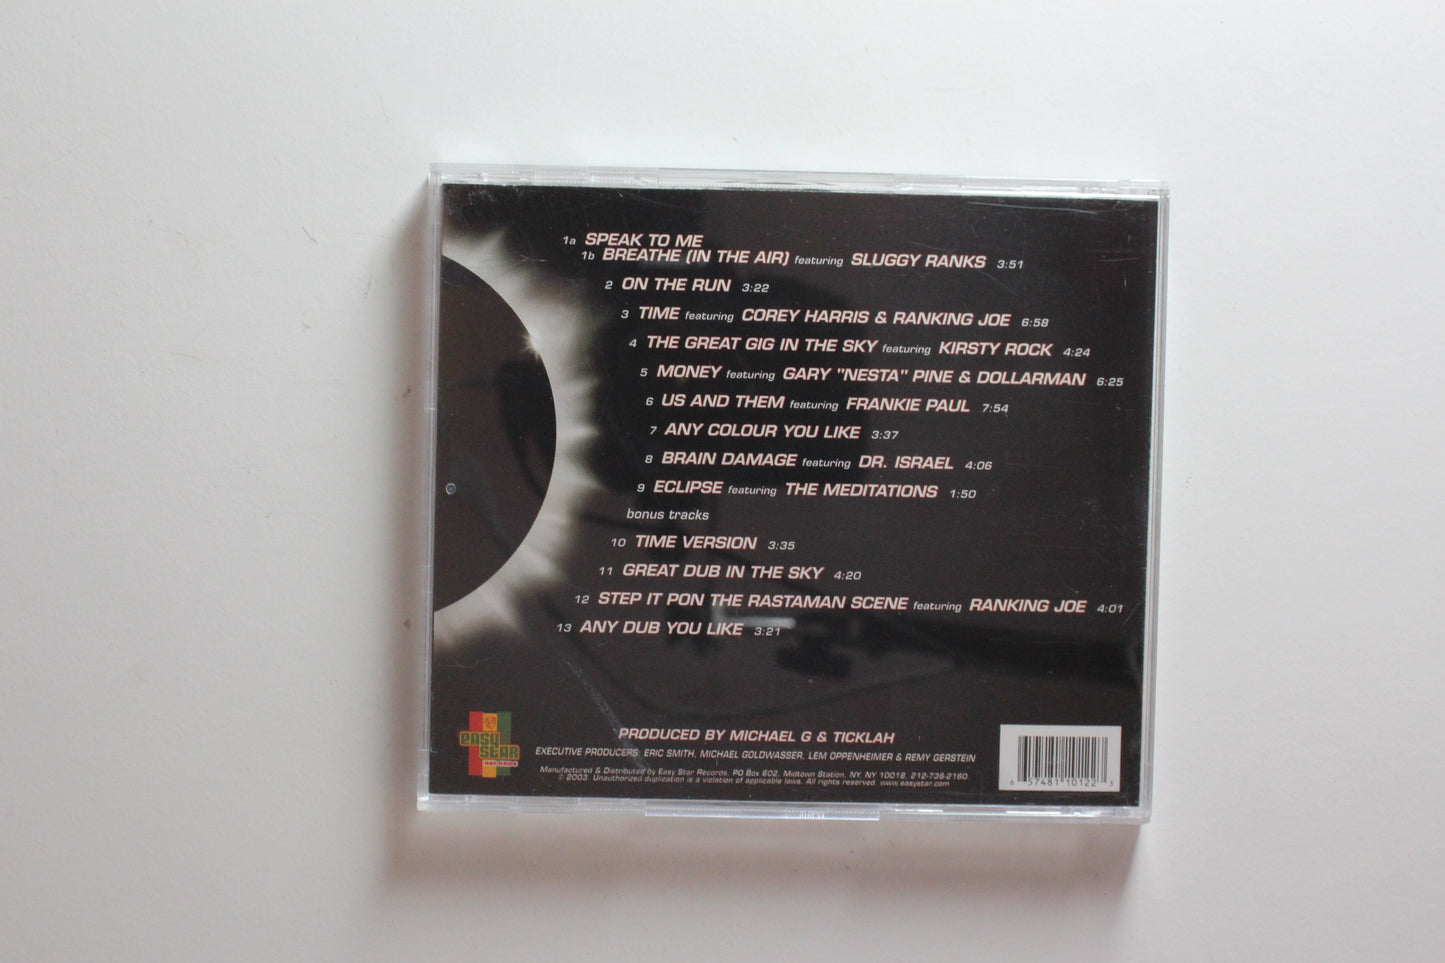 1a SPEAK TO ME
1b BREATHE (IN THE AIR) featuring SLUGGY RANKS 3:51
2 ON THE RUN 3:22
3 TIME featuring COREY HARRIS & RANKING JOE 6:58
4 THE GREAT GIG IN THE SKY featuring KIRSTY ROCK 4:24
5 MONEY featuring GARY "NESTA" PINE & DOLLARMAN 6:25
6 US AND THEM featuring FRANKIE PAUL 7:54
7 ANY COLOUR YOU LIKE 3:37
8 BRAIN DAMAGE featuring DR. ISRAEL 4:06
9 ECLIPSE featuring THE MEDITATIONS 1:50
bonus tracks
10 TIME VERSION 3:35
11 GREAT DUB IN THE SKY 4:20
12 STEP IT PON THE RASTAMAN SCENE featuring RANKING JOE 4:01
13 ANY DUB YOU LIKE 3:21
easy
star
RECORDS
PRODUCED BY MICHAEL G & TICKLAH
EXECUTIVE PRODUCERS: ERIC SMITH, MICHAEL GOLDWASSER, LEM OPPENHEIMER & REMY GERSTEIN
Manufactured & Distributed by Easy Star Records, PO Box 602, Midtown Station, NY, NY 10018, 212-736-2160.
© 2003. Unauthorized duplication is a violation of applicable laws. All rights reserved. www.easystar.com
6 57481 10122 3